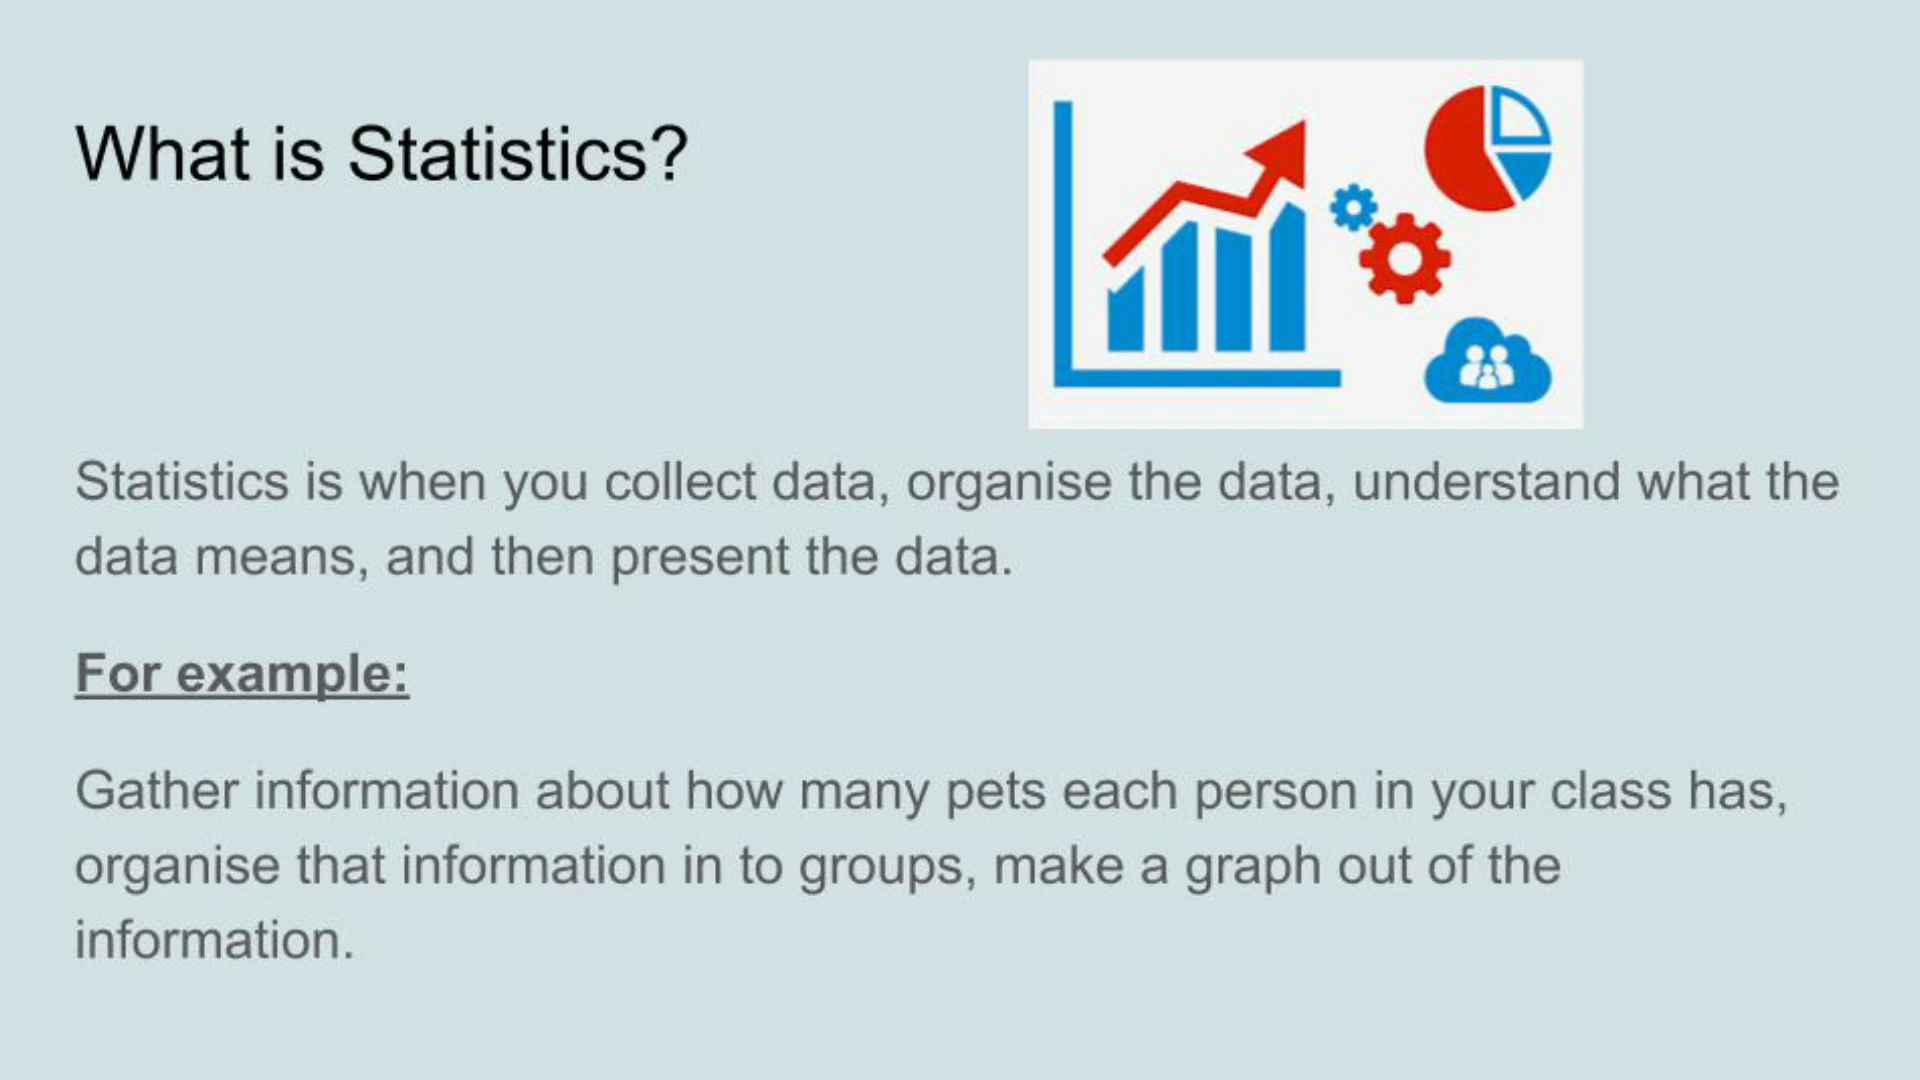 What is Statistics?
Statistics is when you collect data, organise the data, understand what the
data means, and then present the data.
For example:
Gather information about how many pets each person in your class has,
organise that information in to groups, make a graph out of the
information.